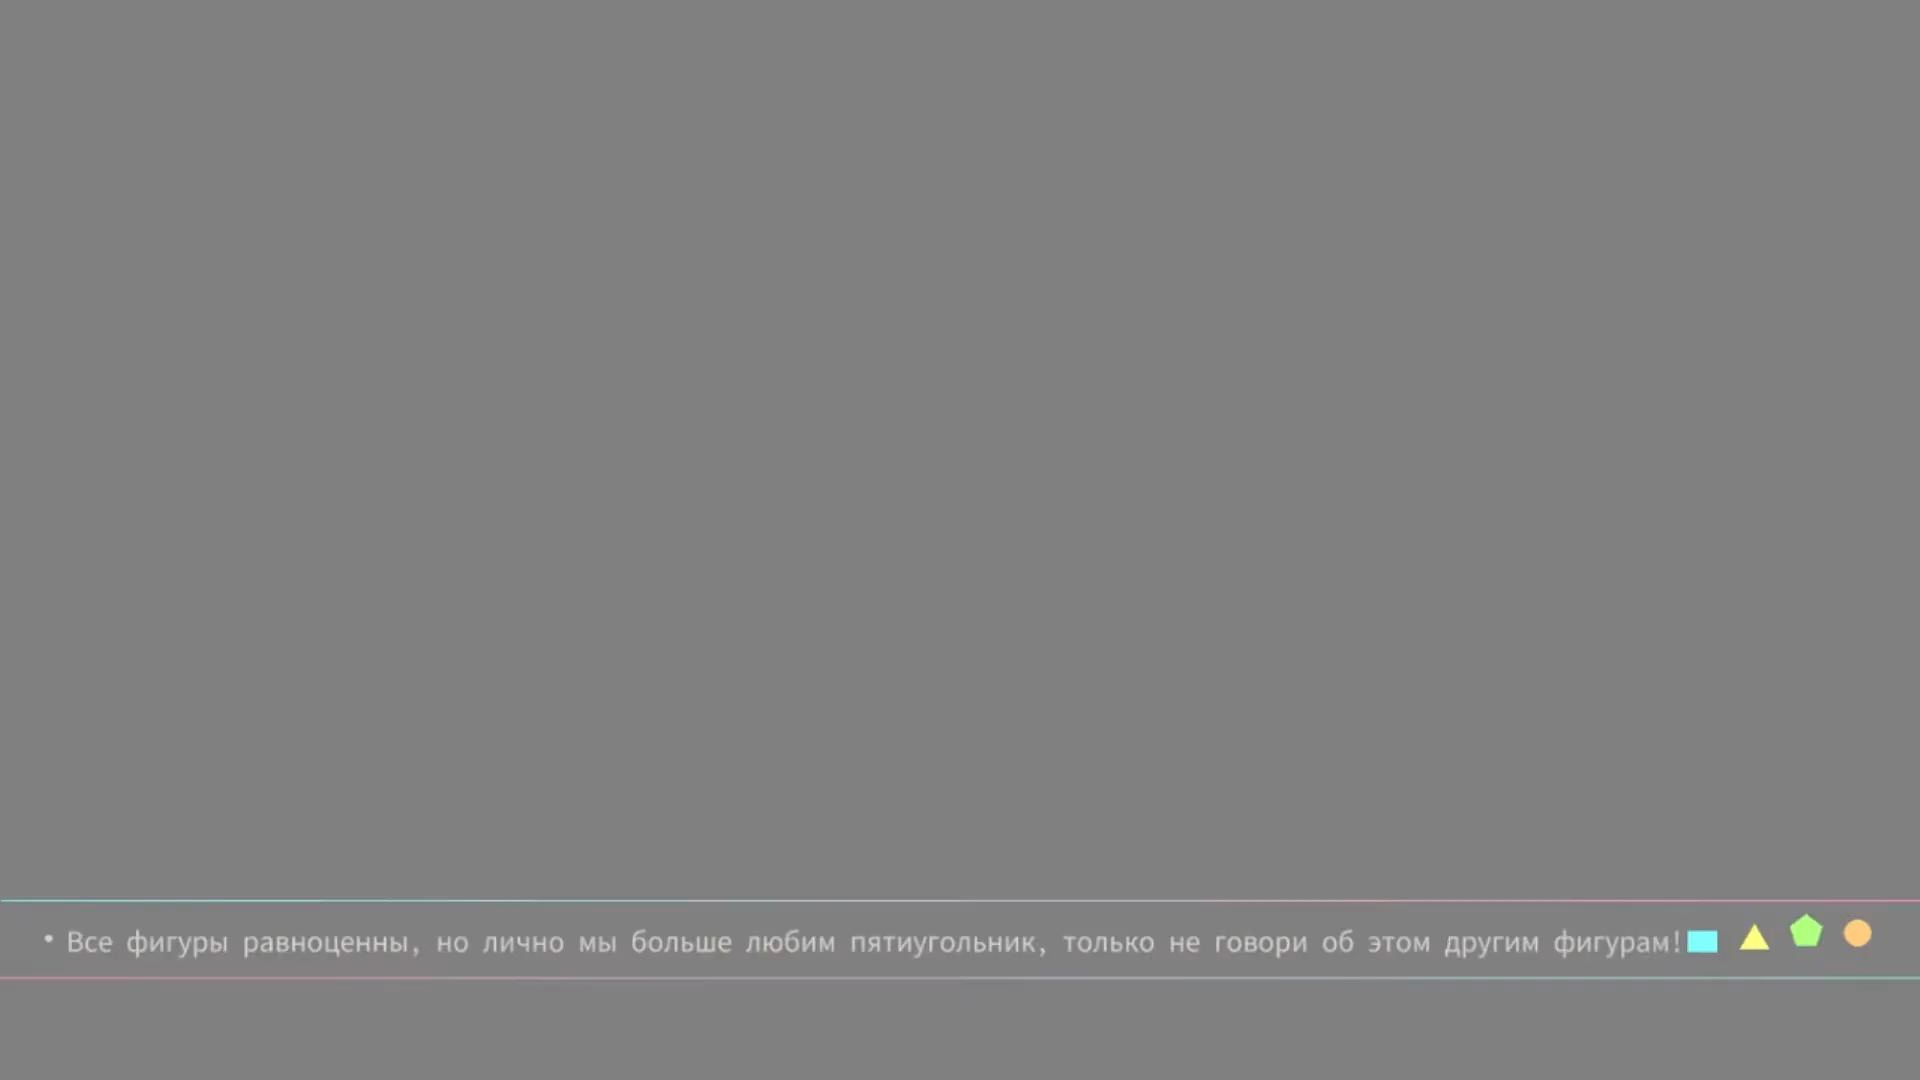 • Все фигуры равноценны, но лично мы больше любим пятиугольник, только не говори об этом другим фигурам!